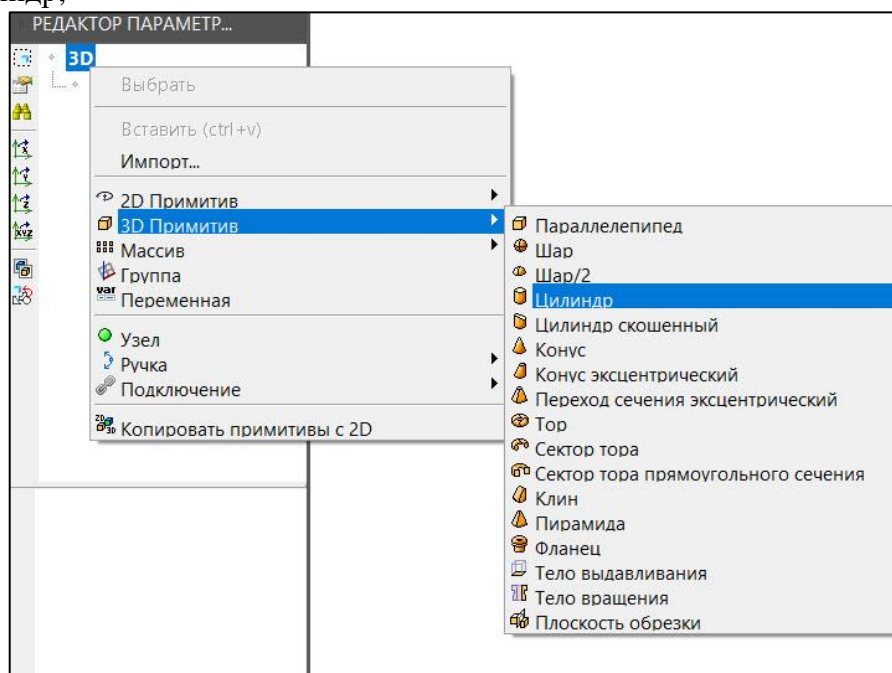 РЕДАКТОР ПАРАМЕТР...
3D
Выбрать
Вставить (ctrl+v)
Импорт...
2D Примитив
3D Примитив
Массив
Группа
var Переменная
Узел
Ручка
Подключение
Копировать примитивы с 2D
Параллелепипед
Шар
Шар/2
Цилиндр
Цилиндр скошенный
Конус
Конус эксцентрический
Переход сечения эксцентрический
Тор
Сектор тора
Сектор тора прямоугольного сечения
Клин
Пирамида
Фланец
Тело выдавливания
Тело вращения
Плоскость обрезки